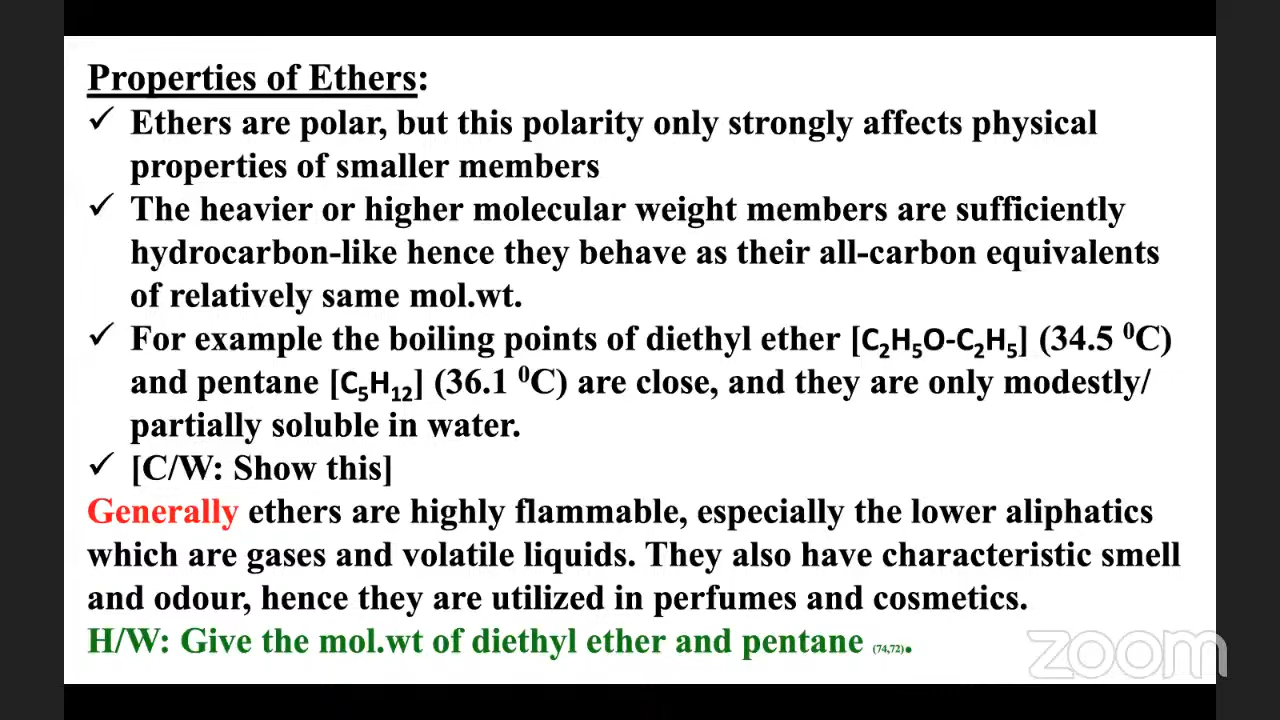 Properties of Ethers:
✓ Ethers are polar, but this polarity only strongly affects physical
properties of smaller members
✓ The heavier or higher molecular weight members are sufficiently
hydrocarbon-like hence they behave as their all-carbon equivalents
of relatively same mol.wt.
✓ For example the boiling points of diethyl ether [C₂H₅O-C₂H₅] (34.5 ⁰C)
and pentane [C₅H₁₂] (36.1 ⁰C) are close, and they are only modestly/
partially soluble in water.
✓ [C/W: Show this]
Generally ethers are highly flammable, especially the lower aliphatics
which are gases and volatile liquids. They also have characteristic smell
and odour, hence they are utilized in perfumes and cosmetics.
H/W: Give the mol.wt of diethyl ether and pentane (74,72).
zoom